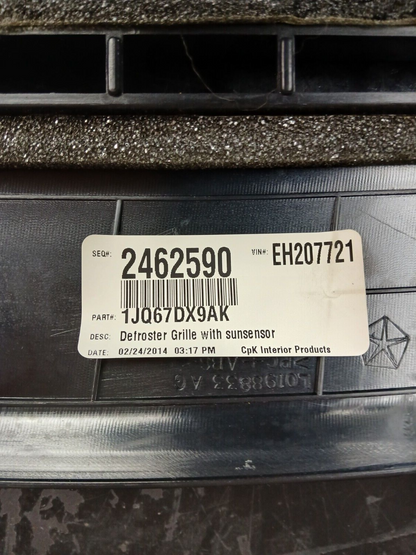 SEQ#: 2462590 VIN#: EH207721
PART#: 1JQ67DX9AK
DESC: Defroster Grille with sunsensor
DATE: 02/24/2014 03:17 PM CpK Interior Products